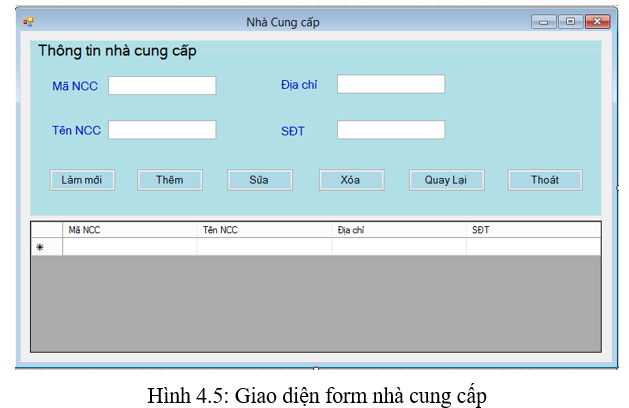 Nhà Cung cấp
Thông tin nhà cung cấp
Mã NCC
Địa chỉ
Tên NCC
SĐT
Làm mới Thêm Sửa Xóa Quay Lại Thoát
Mã NCC Tên NCC Địa chỉ SĐT
Hình 4.5: Giao diện form nhà cung cấp